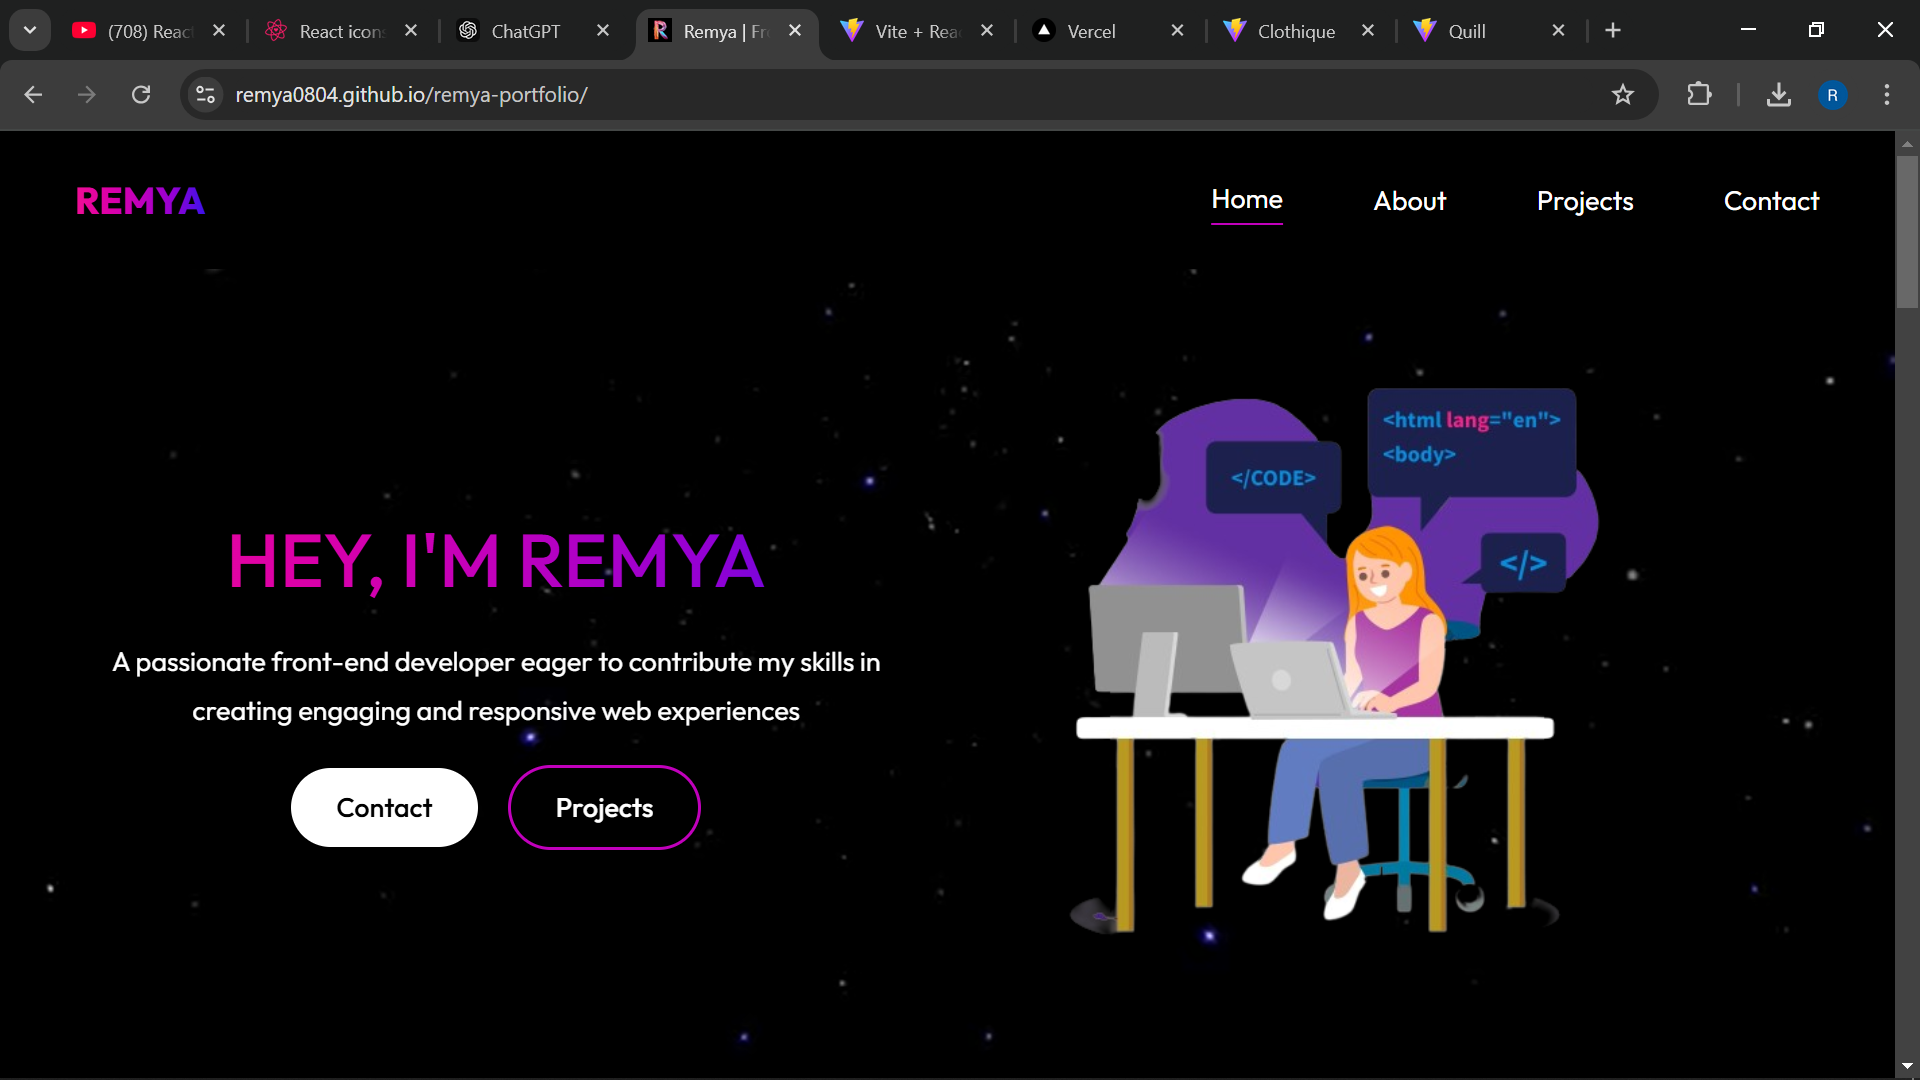 (708) Reac
React icons
ChatGPT
Remya | Fr
Vite + Rea
Vercel
Clothique
Quill
remya0804.github.io/remya-portfolio/
R
REMYA
Home
About
Projects
Contact
<html lang="en">
<body>
</CODE>
</>
HEY, I'M REMYA
A passionate front-end developer eager to contribute my skills in
creating engaging and responsive web experiences
Contact
Projects